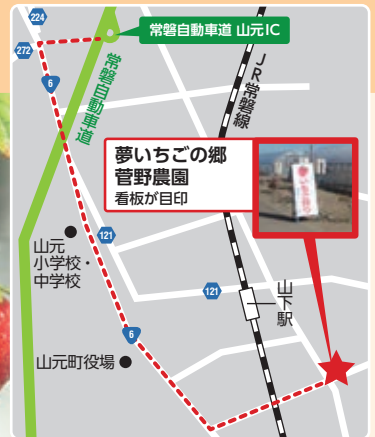 224
常磐自動車道 山元IC
272
6
常磐自動車道
JR常磐線
夢いちごの郷
菅野農園
看板が目印
山元
小学校・
中学校
121
121
山下駅
6
山元町役場